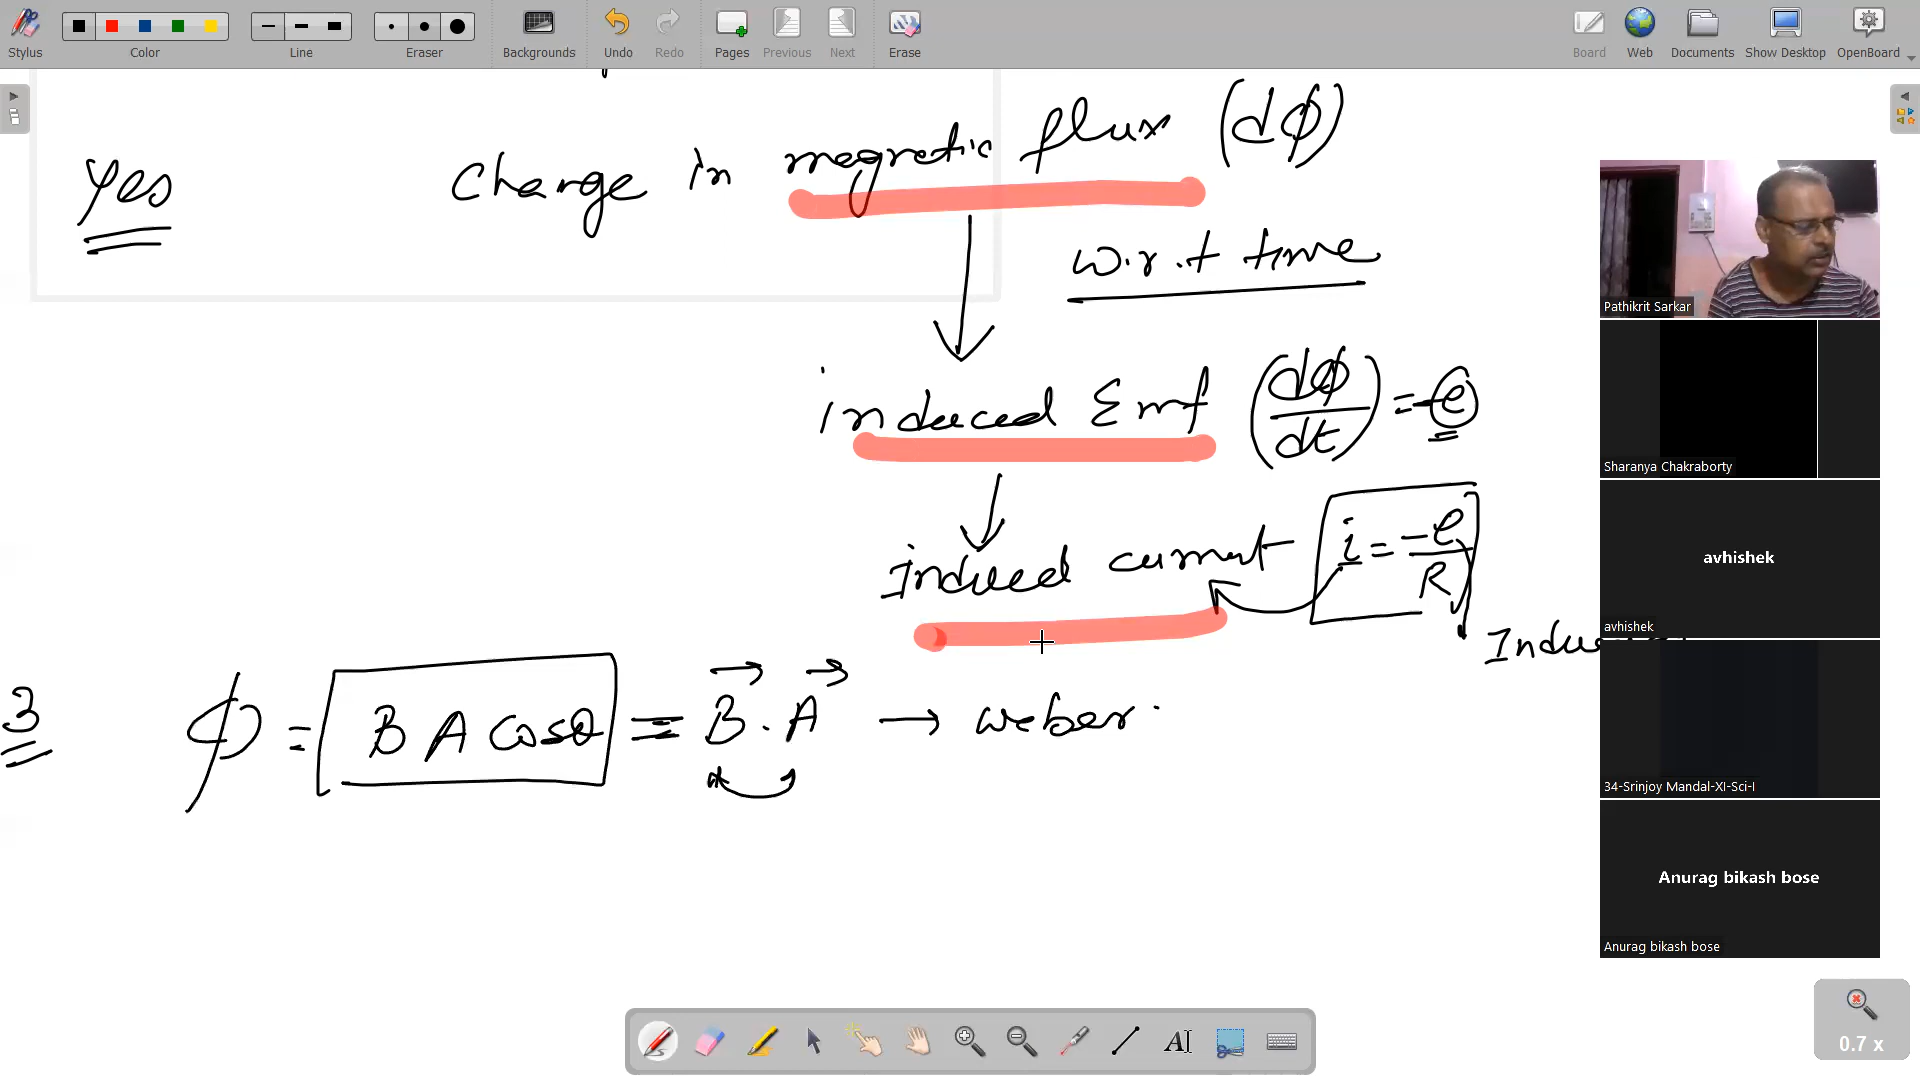 Stylus Color Line Eraser Backgrounds Undo Redo Pages Previous Next Erase Board Web Documents Show Desktop OpenBoard
Yes
Change in magnetic flux (dϕ)
w.r.t time
induced Emf (dϕ/dt) = -e
Induced current i = -e/R
3
ϕ = B A cosθ = B⃗ . A⃗ → weber.
Pathikrit Sarkar
Sharanya Chakraborty
avhishek
avhishek
34-Srinjoy Mandal-XI-Sci-I
Anurag bikash bose
Anurag bikash bose
0.7 x